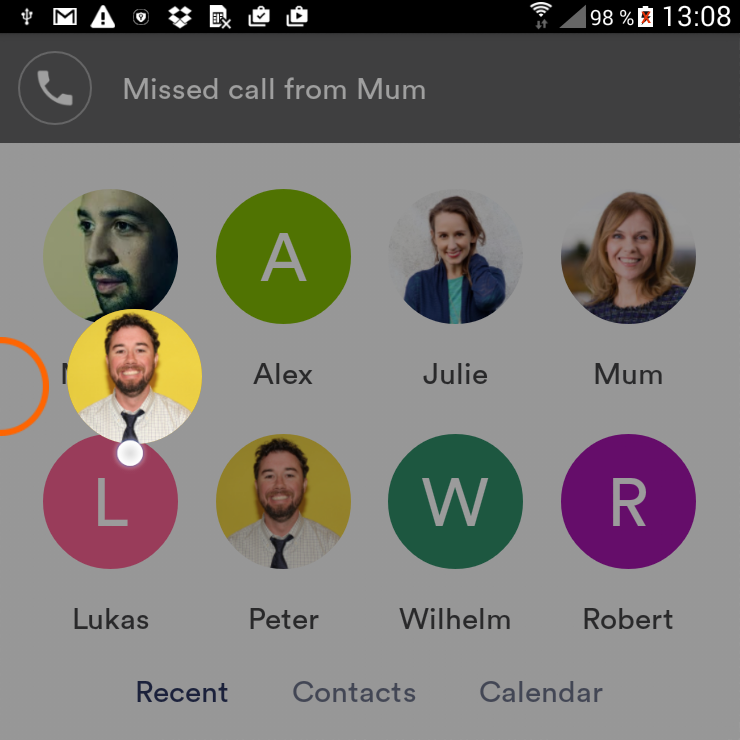 98 % 13:08
Missed call from Mum
A
Alex Julie Mum
L W R
Lukas Peter Wilhelm Robert
Recent Contacts Calendar